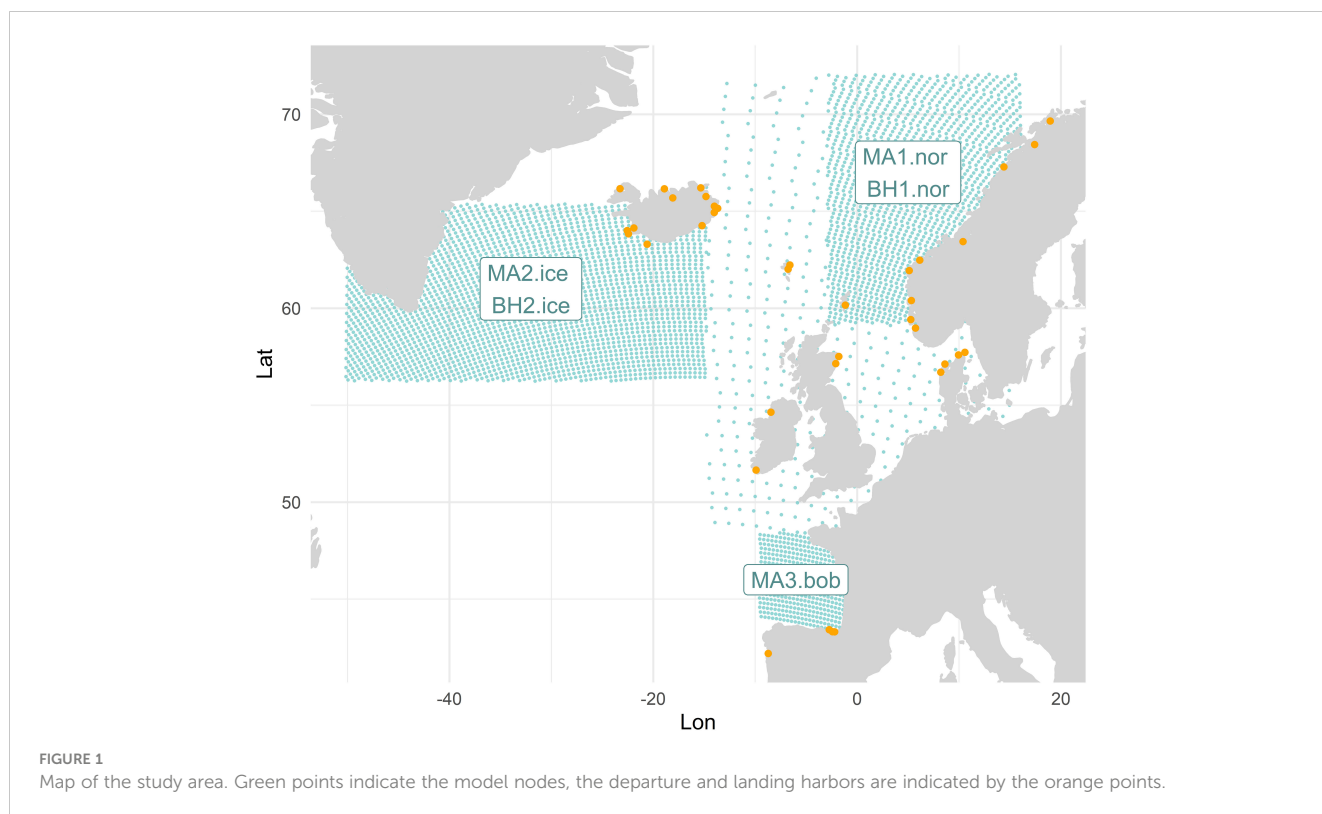 70
60
50
Lat
MA1.nor
BH1.nor
MA2.ice
BH2.ice
MA3.bob
-40
-20
0
20
Lon
FIGURE 1
Map of the study area. Green points indicate the model nodes, the departure and landing harbors are indicated by the orange points.